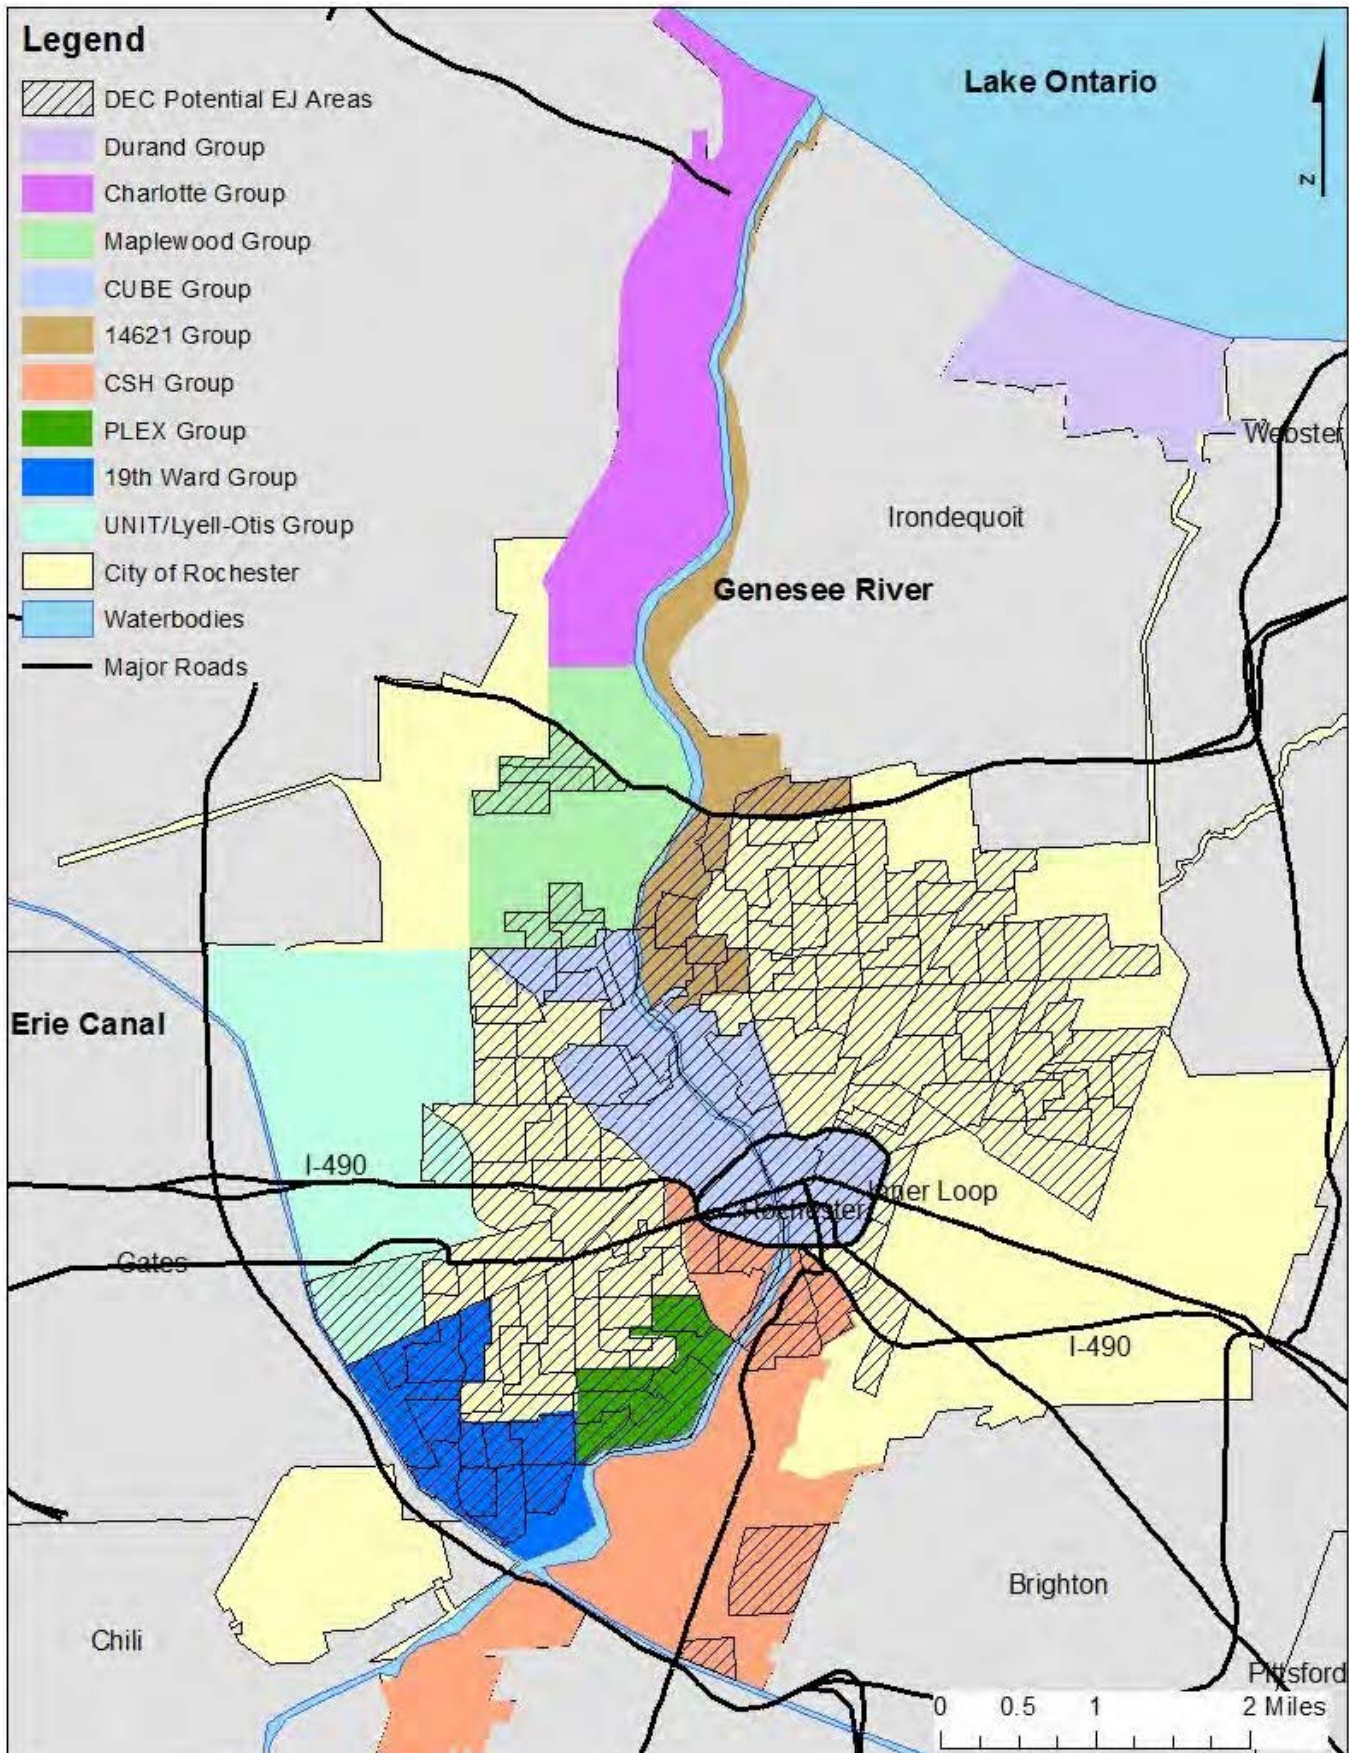 Legend
DEC Potential EJ Areas
Durand Group
Charlotte Group
Maplewood Group
CUBE Group
14621 Group
CSH Group
PLEX Group
19th Ward Group
UNIT/Lyell-Otis Group
City of Rochester
Waterbodies
Major Roads
Lake Ontario
N
Webster
Irondequoit
Genesee River
Erie Canal
I-490
Inner Loop
Rochester
Gates
I-490
Brighton
Chili
Pittsford
0 0.5 1 2 Miles